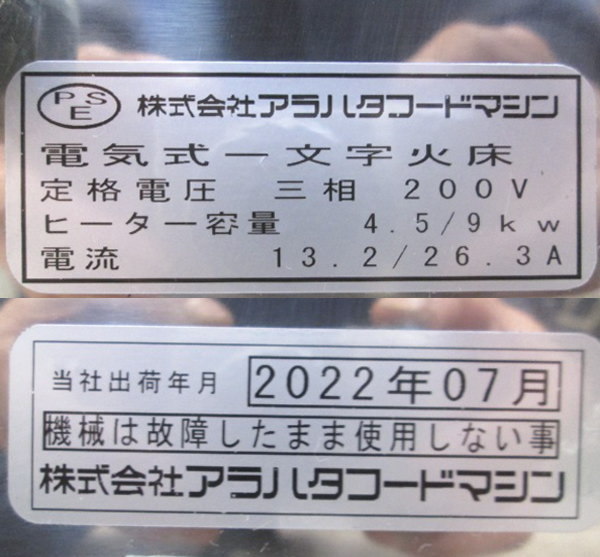 PSE 株式会社アラハタフードマシン
電気式一文字火床
定格電圧 三相 200V
ヒーター容量 4.5/9kw
電流 13.2/26.3A
当社出荷年月 2022年07月
機械は故障したまま使用しない事
株式会社アラハタフードマシン